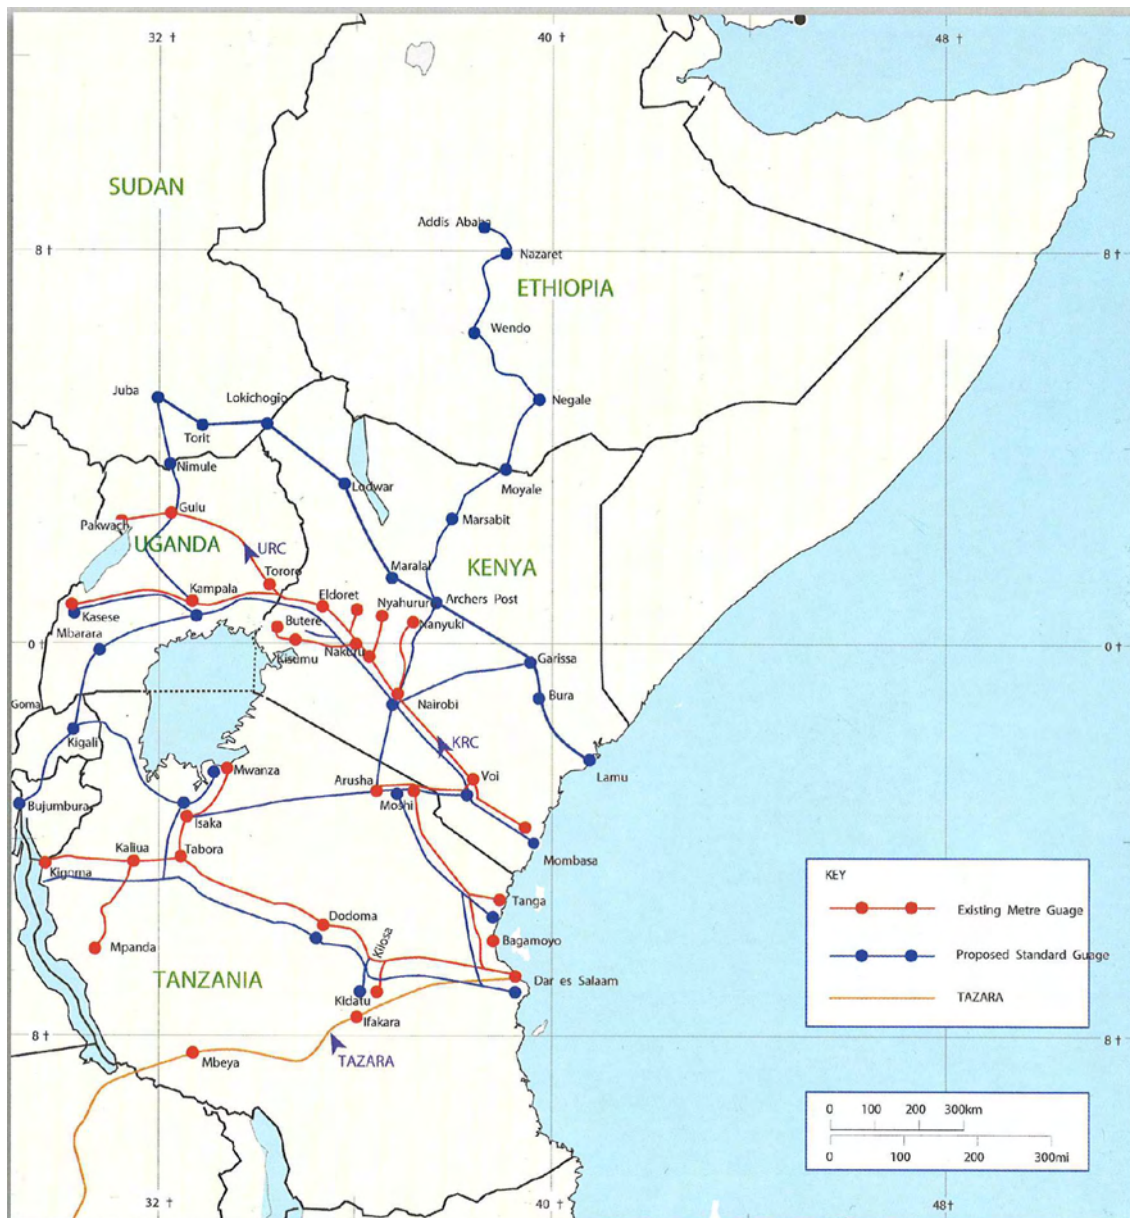 32 †
40 †
48 †
SUDAN
Addis Ababa
8 †
Nazaret
8 †
ETHIOPIA
Wendo
Juba
Lokichogio
Negale
Torit
Nimule
Lodwar
Moyale
Gulu
Pakwach
Marsabit
UGANDA
URC
KENYA
Tororo
Maralal
Kampala
Eldoret
Nyahururu
Archers Post
Kasese
Butere
Nanyuki
Mbarara
0 †
0 †
Kisumu
Nakuru
Garissa
Bura
Goma
Nairobi
Kigali
KRC
Mwanza
Arusha
Voi
Lamu
Bujumbura
Moshi
Isaka
Mombasa
Kaliua
Tabora
Kigoma
KEY
Tanga
Existing Metre Guage
Dodoma
Bagamoyo
Mpanda
Kilosa
Proposed Standard Guage
TANZANIA
Dar es Salaam
Kidatu
TAZARA
Ifakara
8 †
8 †
Mbeya
TAZARA
0 100 200 300km
0 100 200 300mi
32 †
40 †
48†